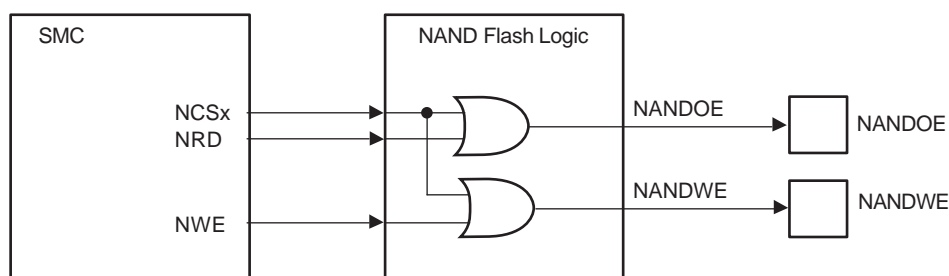 SMC
NAND Flash Logic
NCSx
NRD
NWE
NANDOE
NANDOE
NANDWE
NANDWE